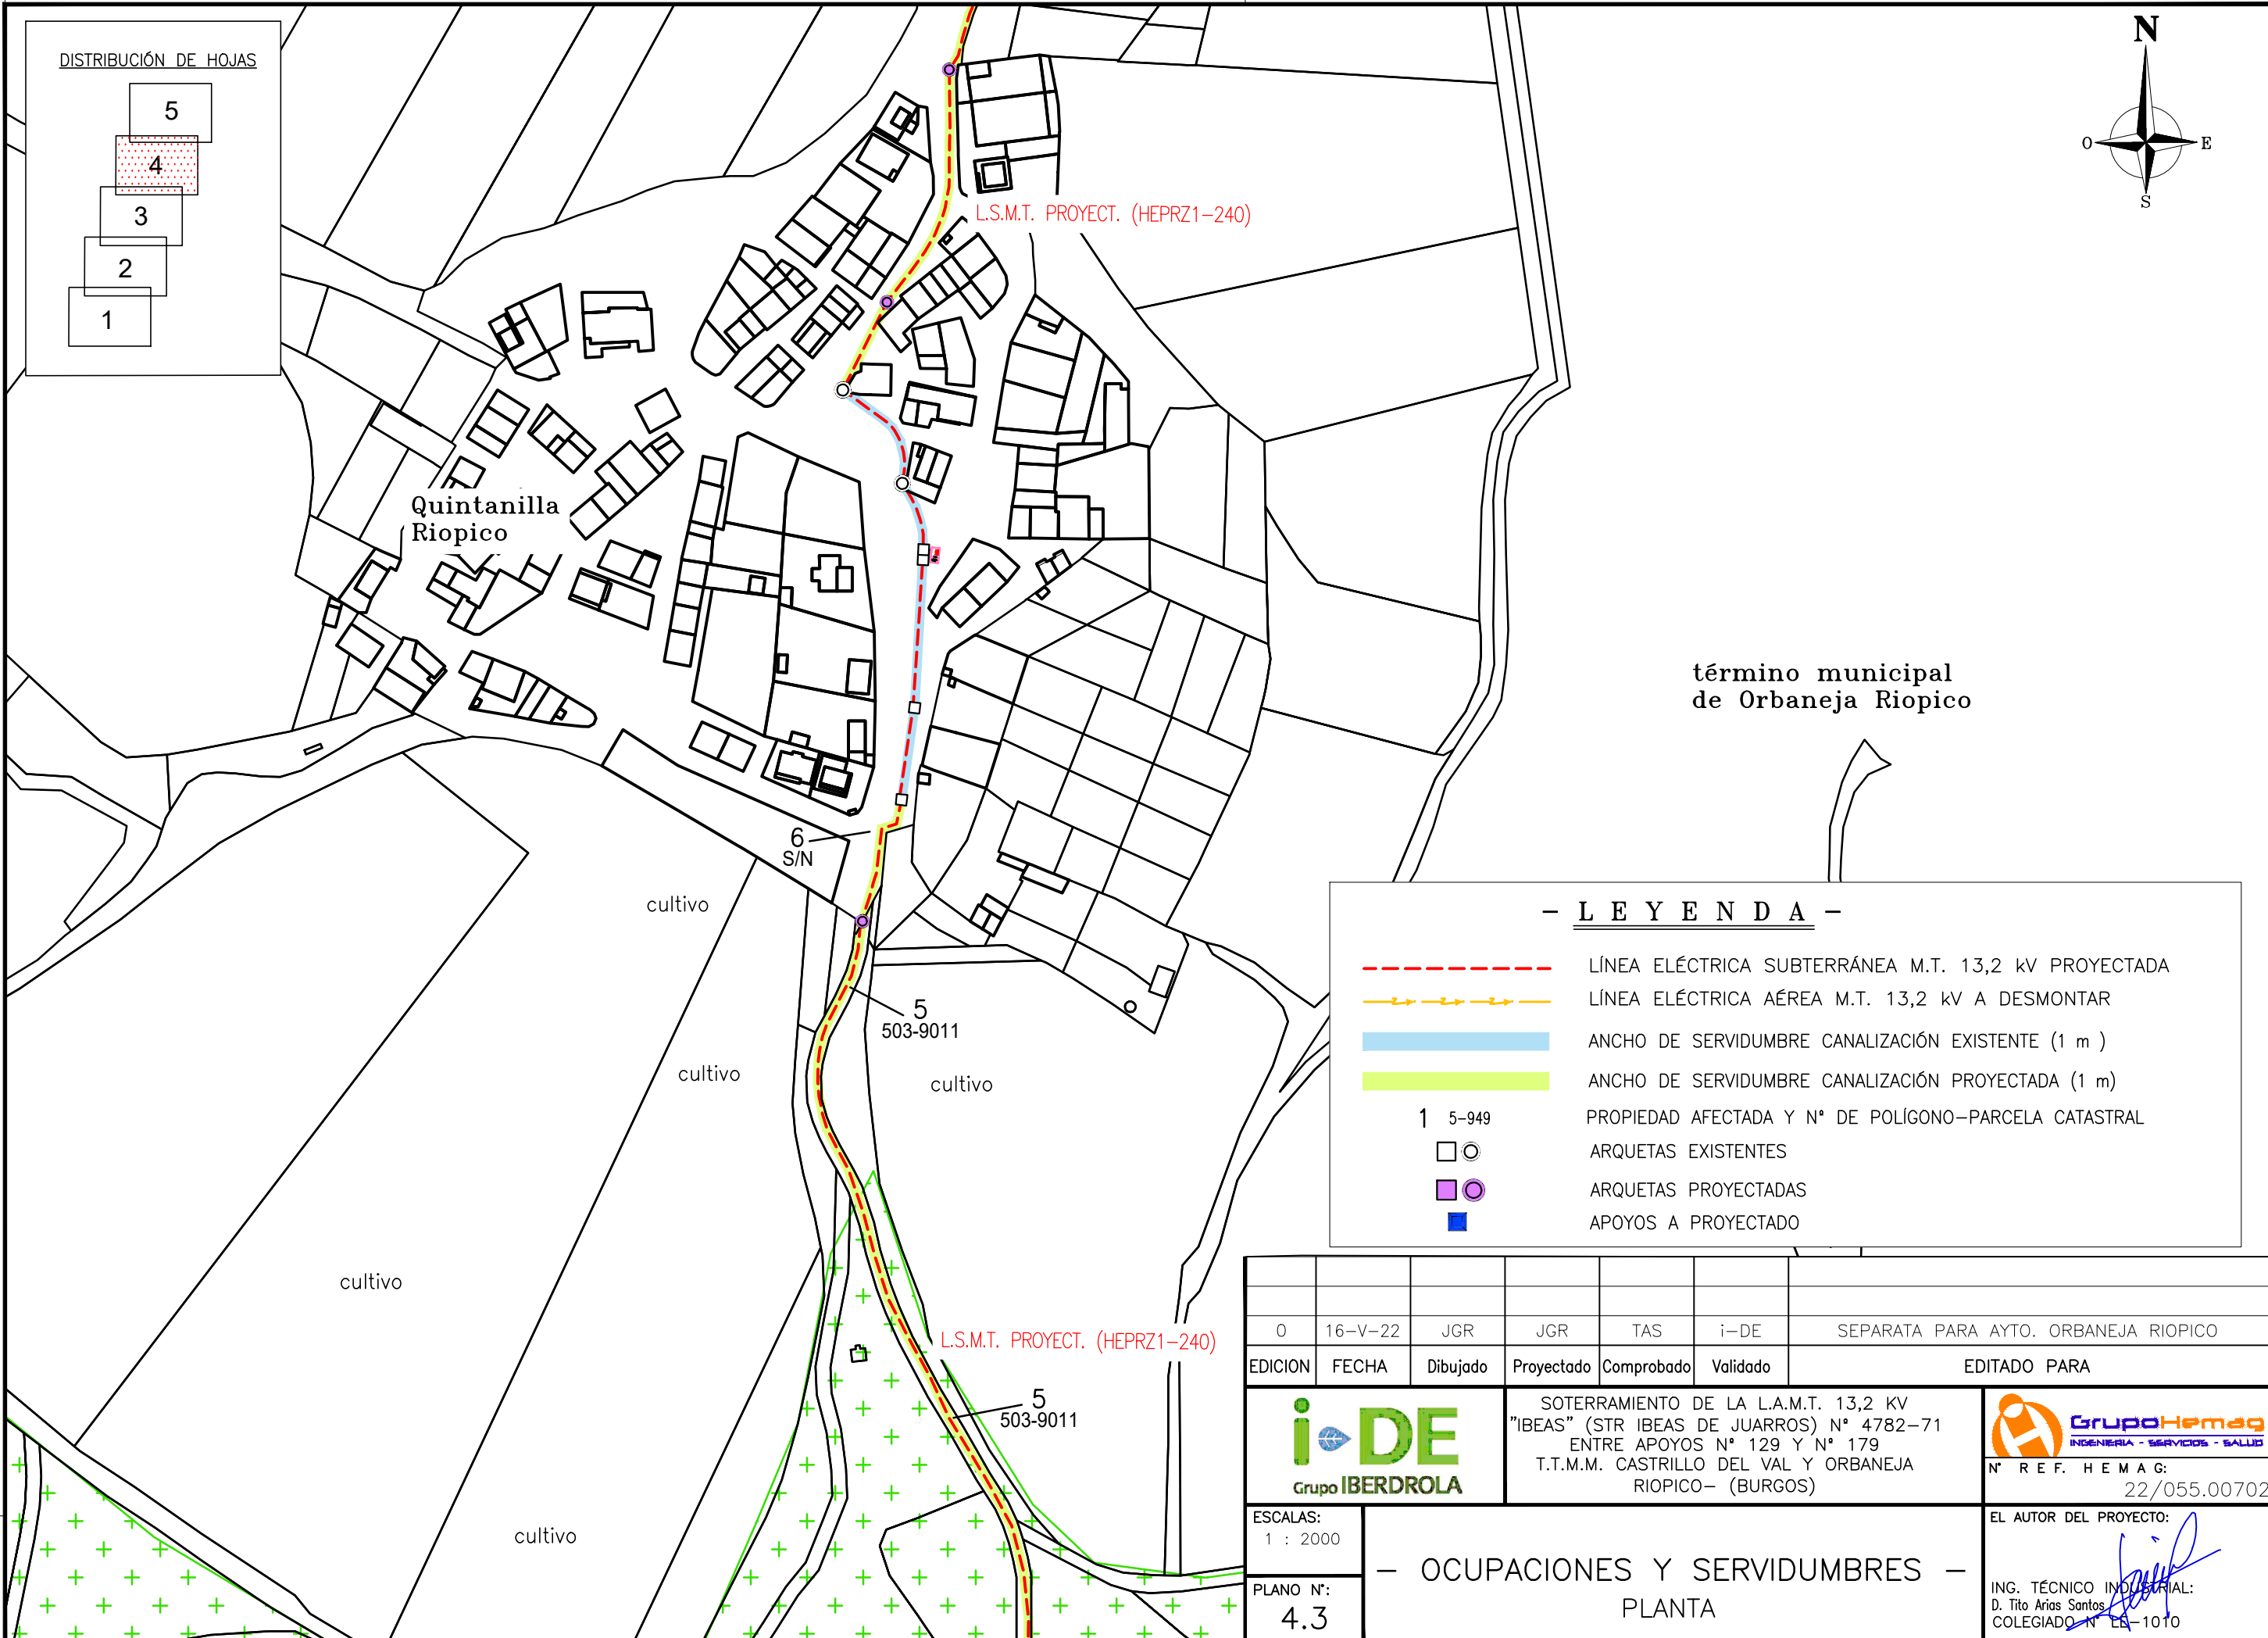 DISTRIBUCIÓN DE HOJAS
5
4
3
2
1
N
O
E
S
L.S.M.T. PROYECT. (HEPRZ1-240)
Quintanilla
Riopico
término municipal
de Orbaneja Riopico
6
S/N
cultivo
5
503-9011
cultivo
cultivo
cultivo
L.S.M.T. PROYECT. (HEPRZ1-240)
5
503-9011
cultivo
- L E Y E N D A -
LÍNEA ELÉCTRICA SUBTERRÁNEA M.T. 13,2 kV PROYECTADA
LÍNEA ELÉCTRICA AÉREA M.T. 13,2 kV A DESMONTAR
ANCHO DE SERVIDUMBRE CANALIZACIÓN EXISTENTE (1 m )
ANCHO DE SERVIDUMBRE CANALIZACIÓN PROYECTADA (1 m)
1 5-949 PROPIEDAD AFECTADA Y Nº DE POLÍGONO-PARCELA CATASTRAL
ARQUETAS EXISTENTES
ARQUETAS PROYECTADAS
APOYOS A PROYECTADO
0 16-V-22 JGR JGR TAS i-DE SEPARATA PARA AYTO. ORBANEJA RIOPICO
EDICION FECHA Dibujado Proyectado Comprobado Validado EDITADO PARA
i-DE
Grupo IBERDROLA
SOTERRAMIENTO DE LA L.A.M.T. 13,2 KV
"IBEAS" (STR IBEAS DE JUARROS) Nº 4782-71
ENTRE APOYOS Nº 129 Y Nº 179
T.T.M.M. CASTRILLO DEL VAL Y ORBANEJA
RIOPICO- (BURGOS)
GrupoHemag
INGENIERIA - SERVICIOS - SALUD
Nº REF. HEMAG:
22/055.00702
ESCALAS:
1 : 2000
PLANO Nº:
4.3
- OCUPACIONES Y SERVIDUMBRES -
PLANTA
EL AUTOR DEL PROYECTO:
ING. TÉCNICO INDUSTRIAL:
D. Tito Arias Santos
COLEGIADO Nº LE-1010